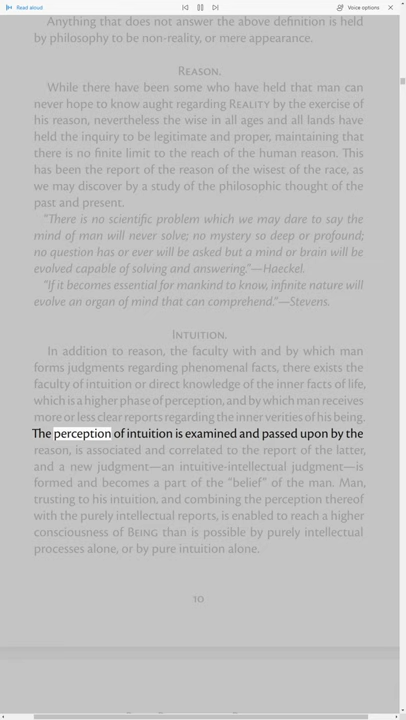 Read aloud
Voice options
Anything that does not answer the above definition is held
by philosophy to be non-reality, or mere appearance.
Reason.
While there have been some who have held that man can
never hope to know aught regarding Reality by the exercise of
his reason, nevertheless the wise in all ages and all lands have
held the inquiry to be legitimate and proper, maintaining that
there is no finite limit to the reach of the human reason. This
has been the report of the reason of the wisest of the race, as
we may discover by a study of the philosophic thought of the
past and present.
“There is no scientific problem which we may dare to say the
mind of man will never solve; no mystery so deep or profound;
no question has or ever will be asked but a mind or brain will be
evolved capable of solving and answering.”—Haeckel.
“If it becomes essential for mankind to know, infinite nature will
evolve an organ of mind that can comprehend.”—Stevens.
Intuition.
In addition to reason, the faculty with and by which man
forms judgments regarding phenomenal facts, there exists the
faculty of intuition or direct knowledge of the inner facts of life,
which is a higher phase of perception, and by which man receives
more or less clear reports regarding the inner verities of his being.
The perception of intuition is examined and passed upon by the
reason, is associated and correlated to the report of the latter,
and a new judgment—an intuitive-intellectual judgment—is
formed and becomes a part of the “belief” of the man. Man,
trusting to his intuition, and combining the perception thereof
with the purely intellectual reports, is enabled to reach a higher
consciousness of Being than is possible by purely intellectual
processes alone, or by pure intuition alone.
10